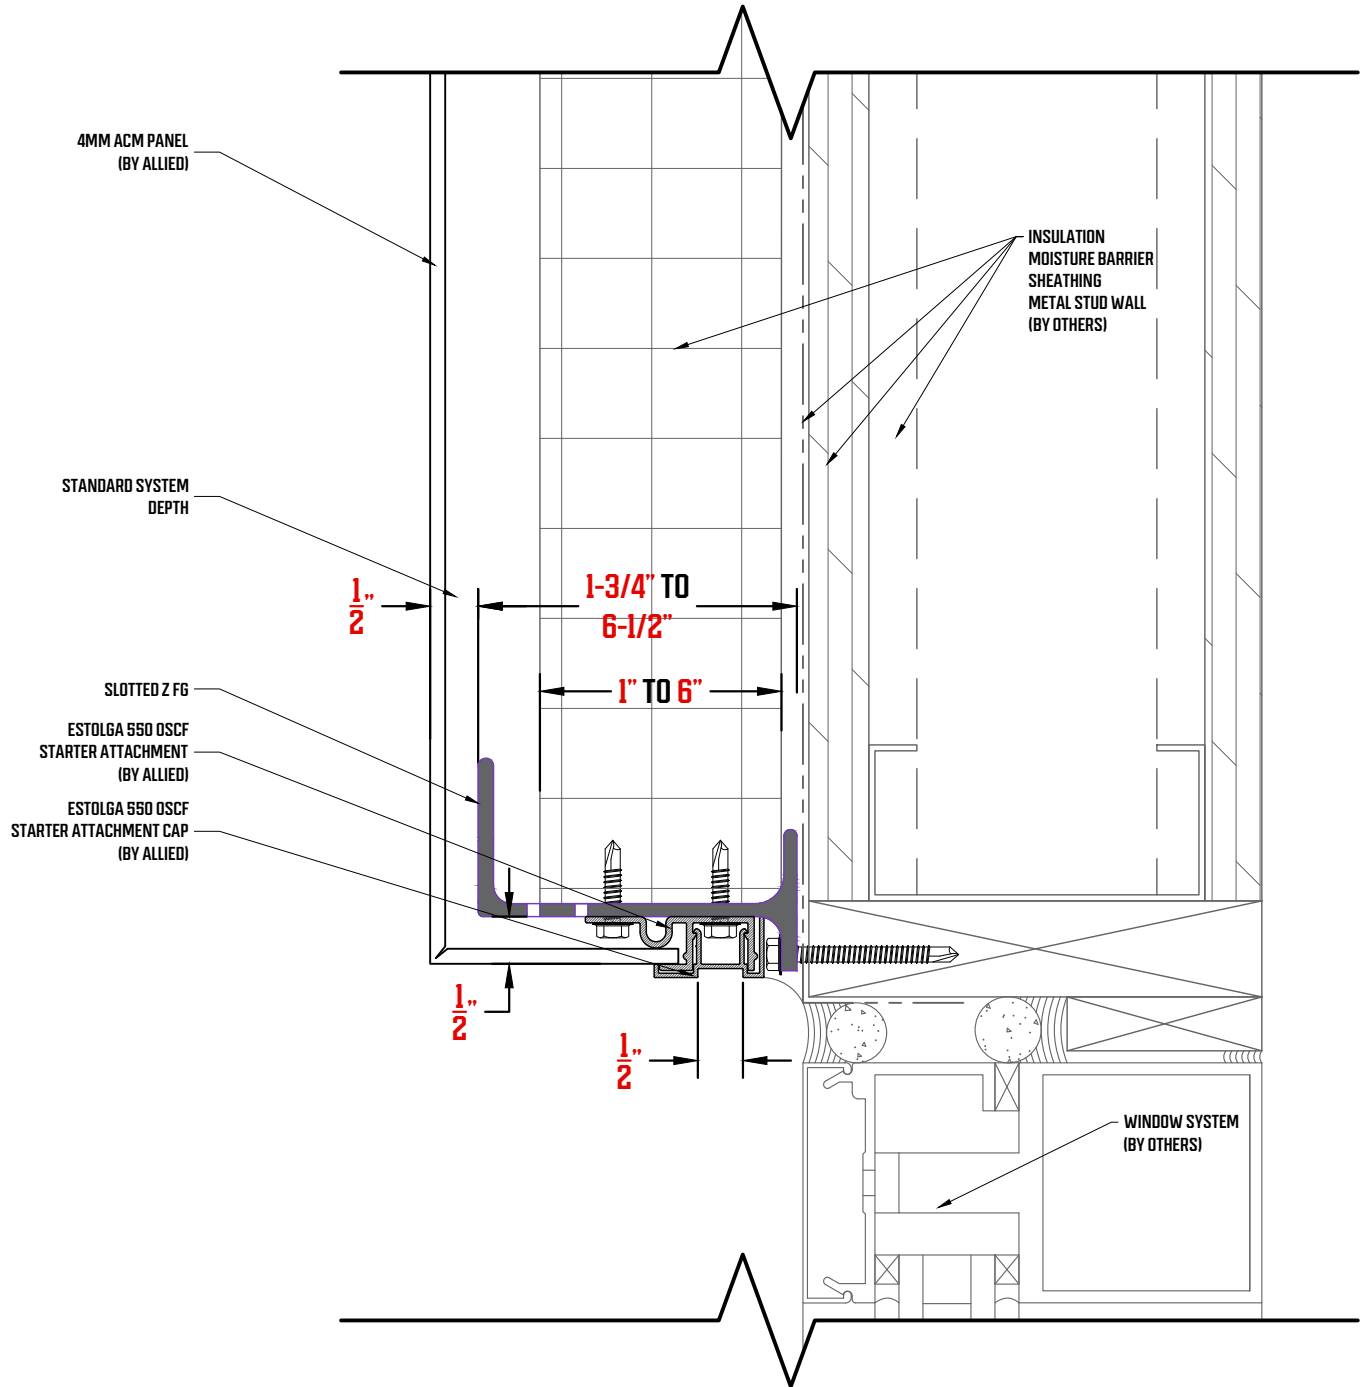 4MM ACM PANEL
(BY ALLIED)
INSULATION
MOISTURE BARRIER
SHEATHING
METAL STUD WALL
(BY OTHERS)
STANDARD SYSTEM
DEPTH
1/2"
1-3/4" TO
6-1/2"
1" TO 6"
SLOTTED Z FG
ESTOLGA 550 OSCF
STARTER ATTACHMENT
(BY ALLIED)
ESTOLGA 550 OSCF
STARTER ATTACHMENT CAP
(BY ALLIED)
1/2"
1/2"
WINDOW SYSTEM
(BY OTHERS)